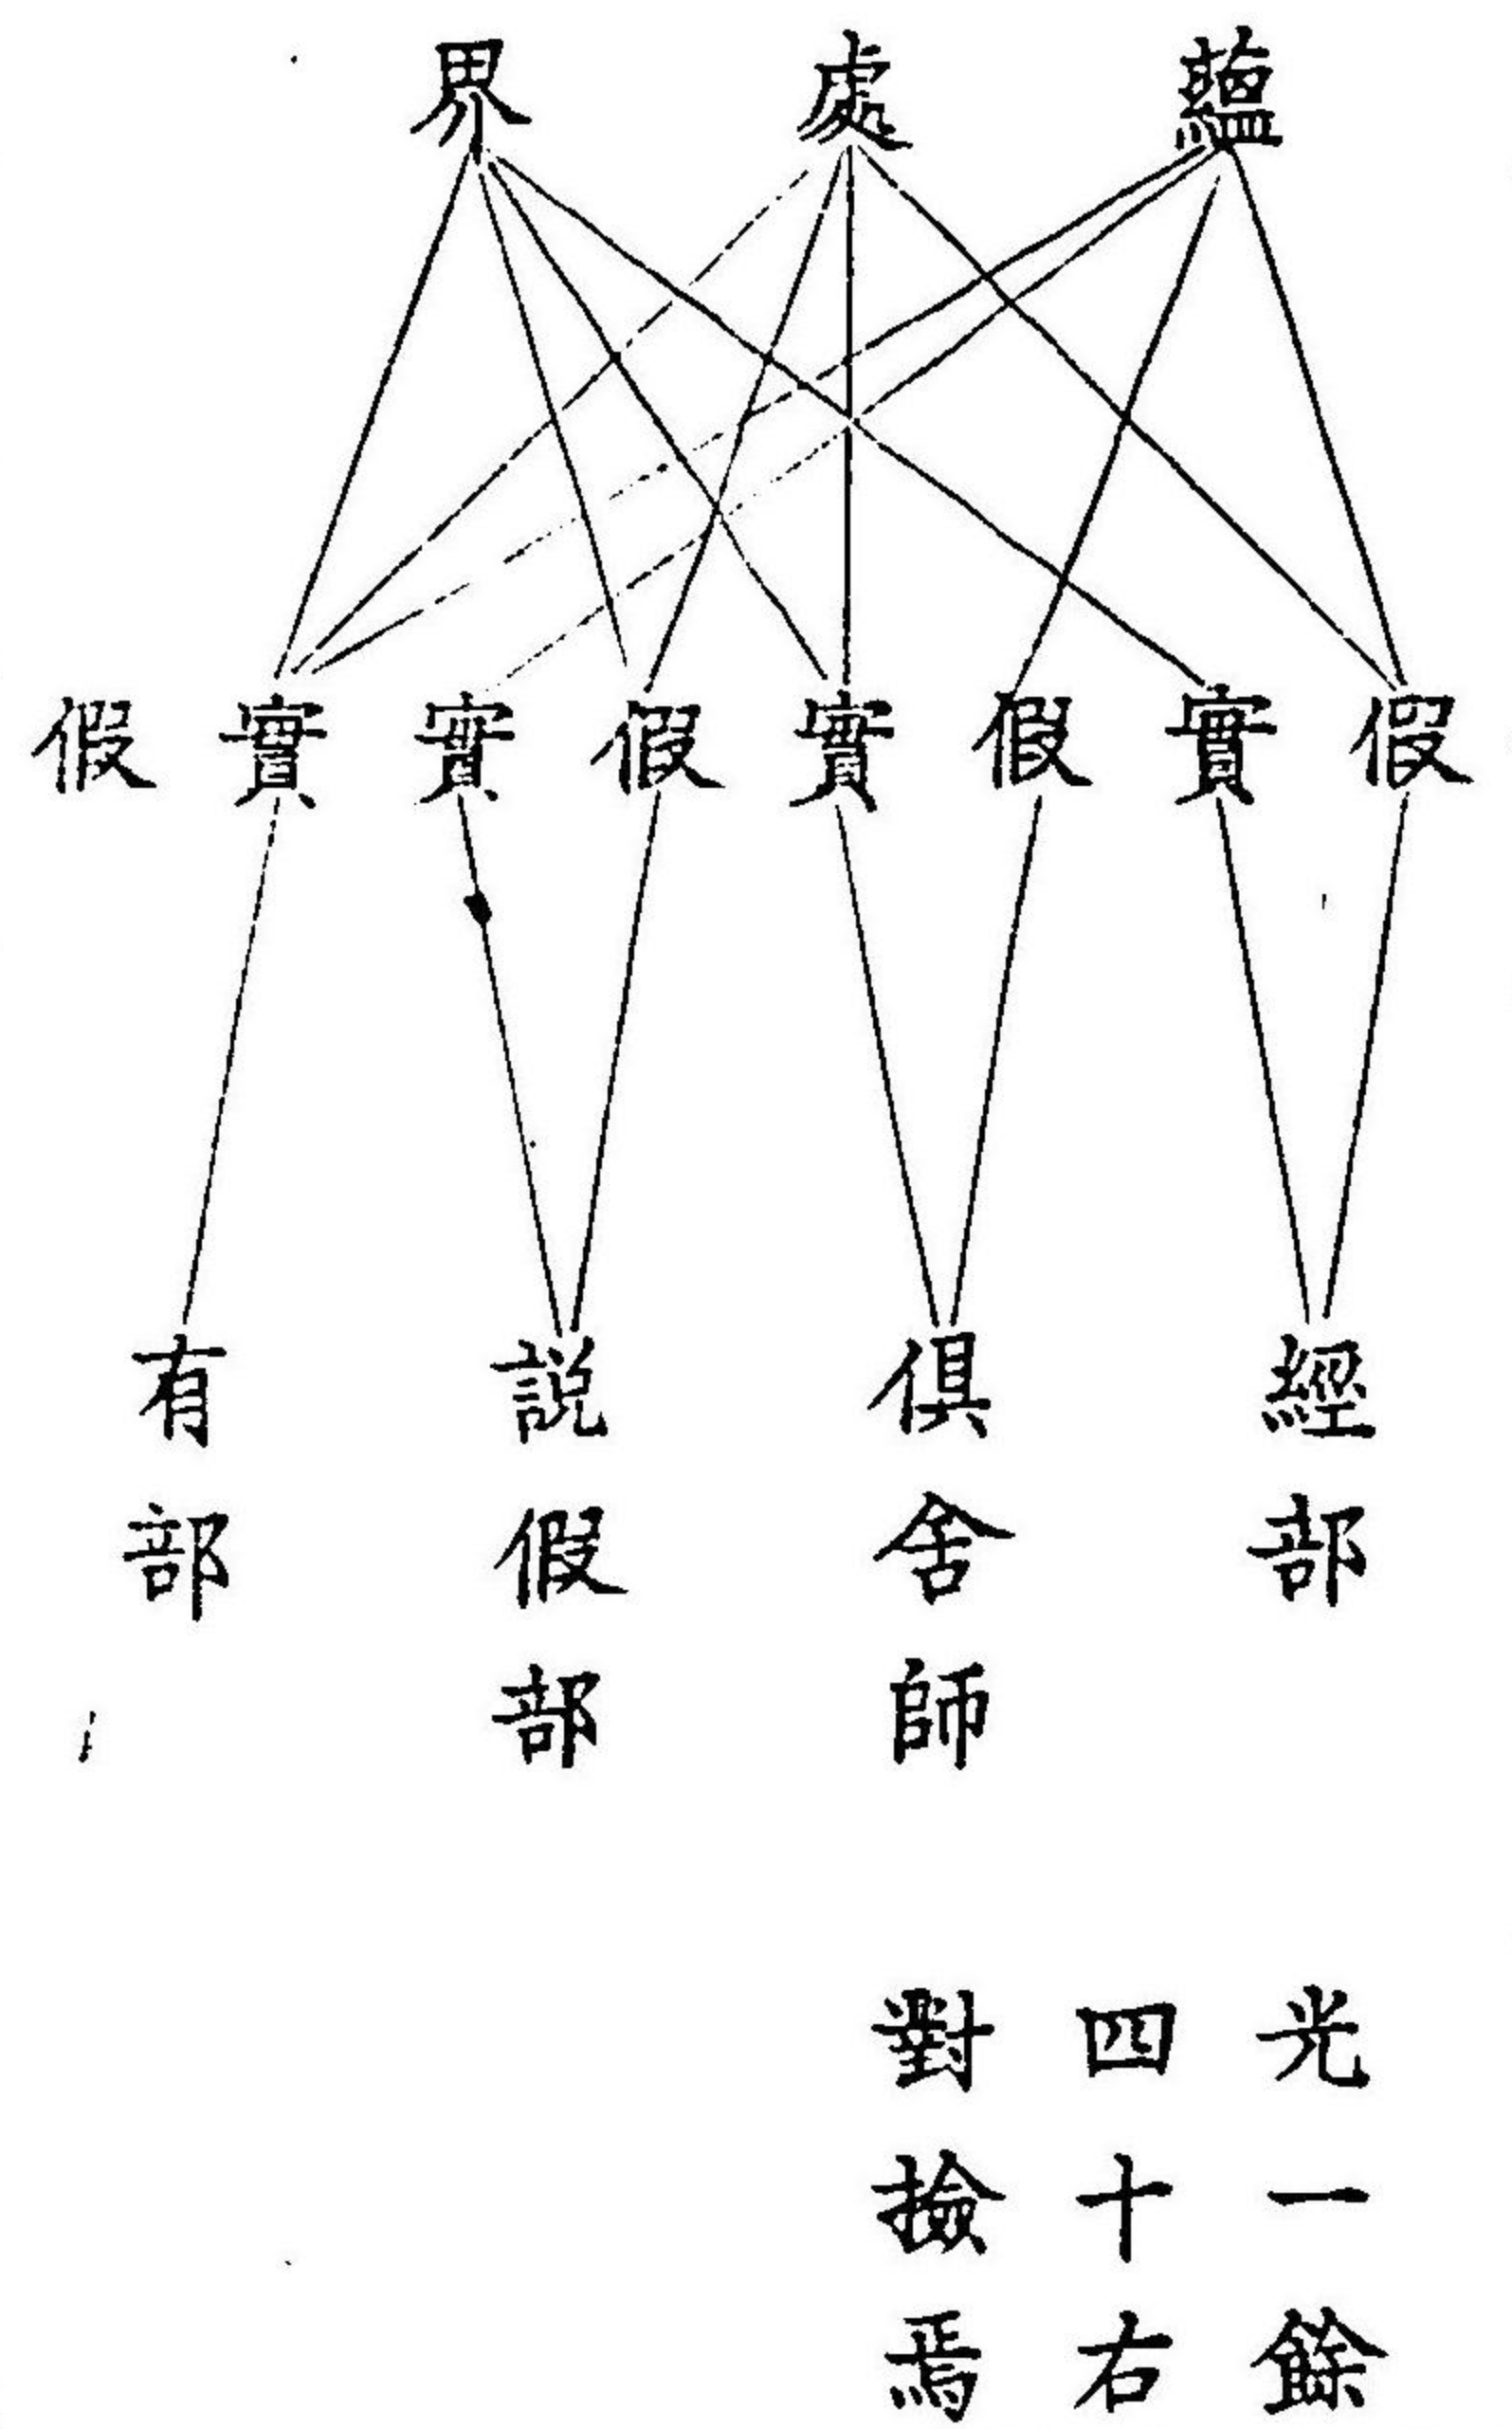 蘊
處
界
假
實
假
實
假
實
實
假
經部
俱舍師
説假部
有部
光一餘
四十右
對撿焉